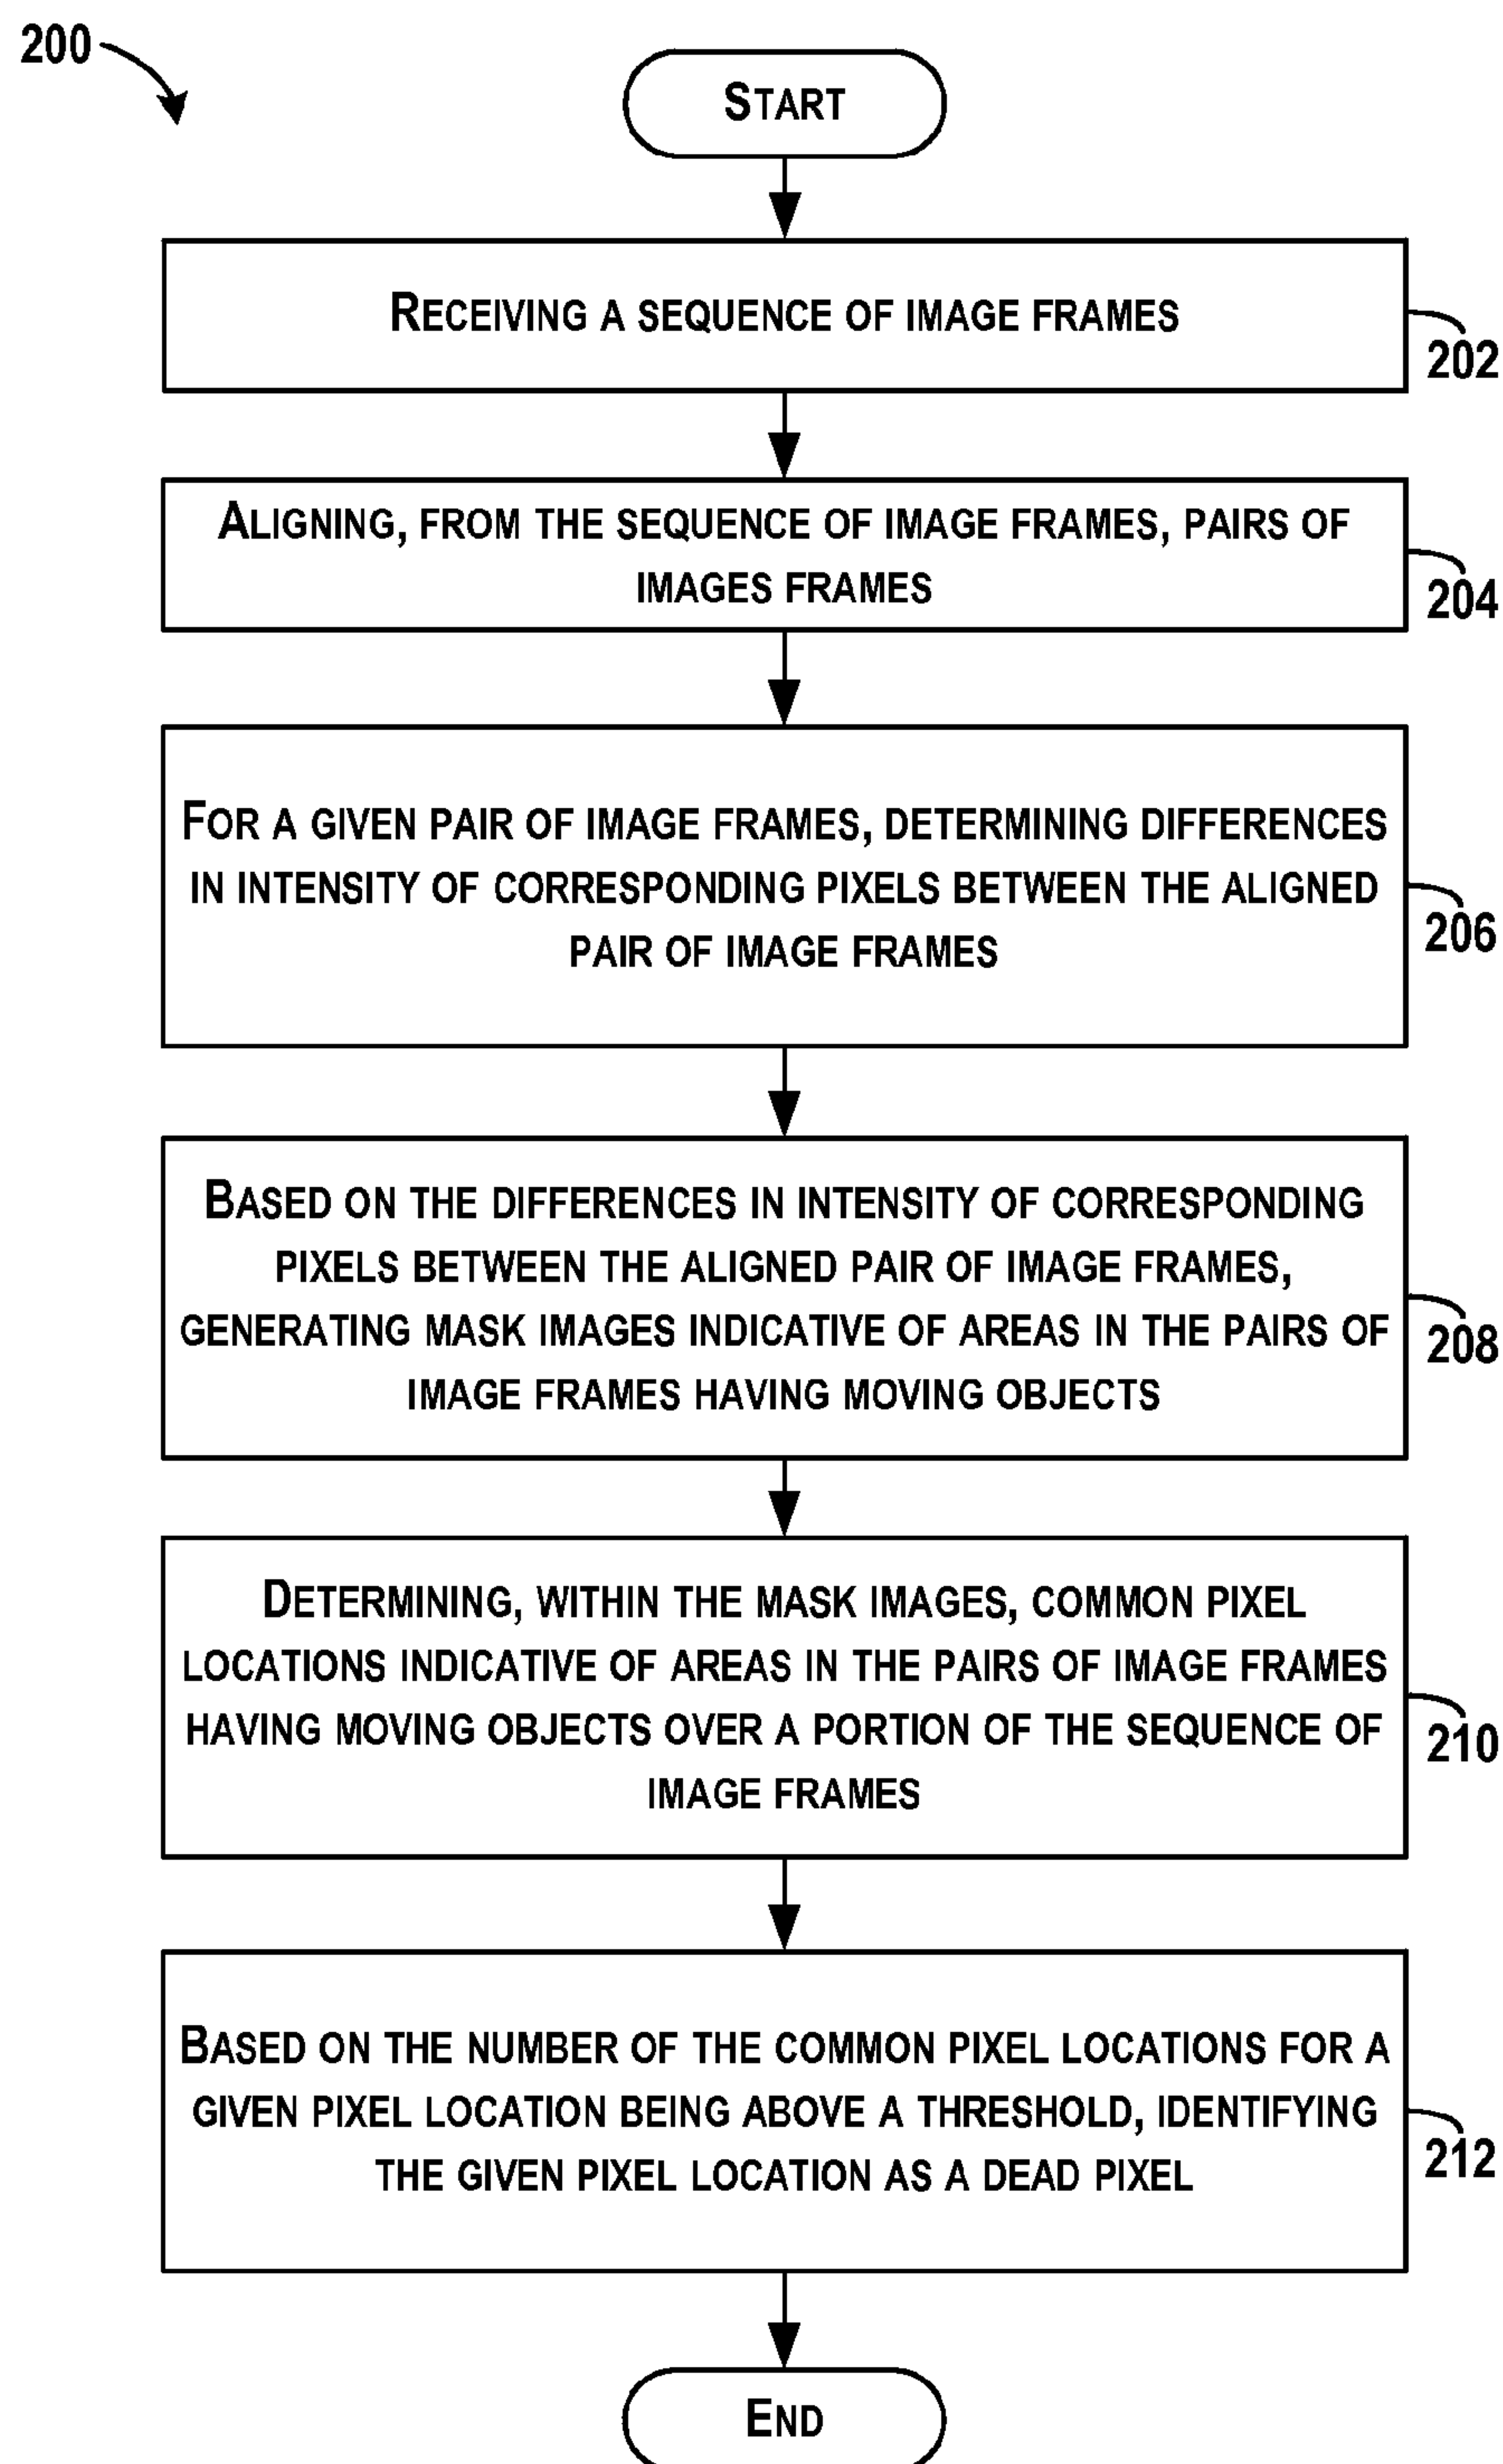 200
START
RECEIVING A SEQUENCE OF IMAGE FRAMES
202
ALIGNING, FROM THE SEQUENCE OF IMAGE FRAMES, PAIRS OF
IMAGES FRAMES
204
FOR A GIVEN PAIR OF IMAGE FRAMES, DETERMINING DIFFERENCES
IN INTENSITY OF CORRESPONDING PIXELS BETWEEN THE ALIGNED
PAIR OF IMAGE FRAMES
206
BASED ON THE DIFFERENCES IN INTENSITY OF CORRESPONDING
PIXELS BETWEEN THE ALIGNED PAIR OF IMAGE FRAMES,
GENERATING MASK IMAGES INDICATIVE OF AREAS IN THE PAIRS OF
IMAGE FRAMES HAVING MOVING OBJECTS
208
DETERMINING, WITHIN THE MASK IMAGES, COMMON PIXEL
LOCATIONS INDICATIVE OF AREAS IN THE PAIRS OF IMAGE FRAMES
HAVING MOVING OBJECTS OVER A PORTION OF THE SEQUENCE OF
IMAGE FRAMES
210
BASED ON THE NUMBER OF THE COMMON PIXEL LOCATIONS FOR A
GIVEN PIXEL LOCATION BEING ABOVE A THRESHOLD, IDENTIFYING
THE GIVEN PIXEL LOCATION AS A DEAD PIXEL
212
END